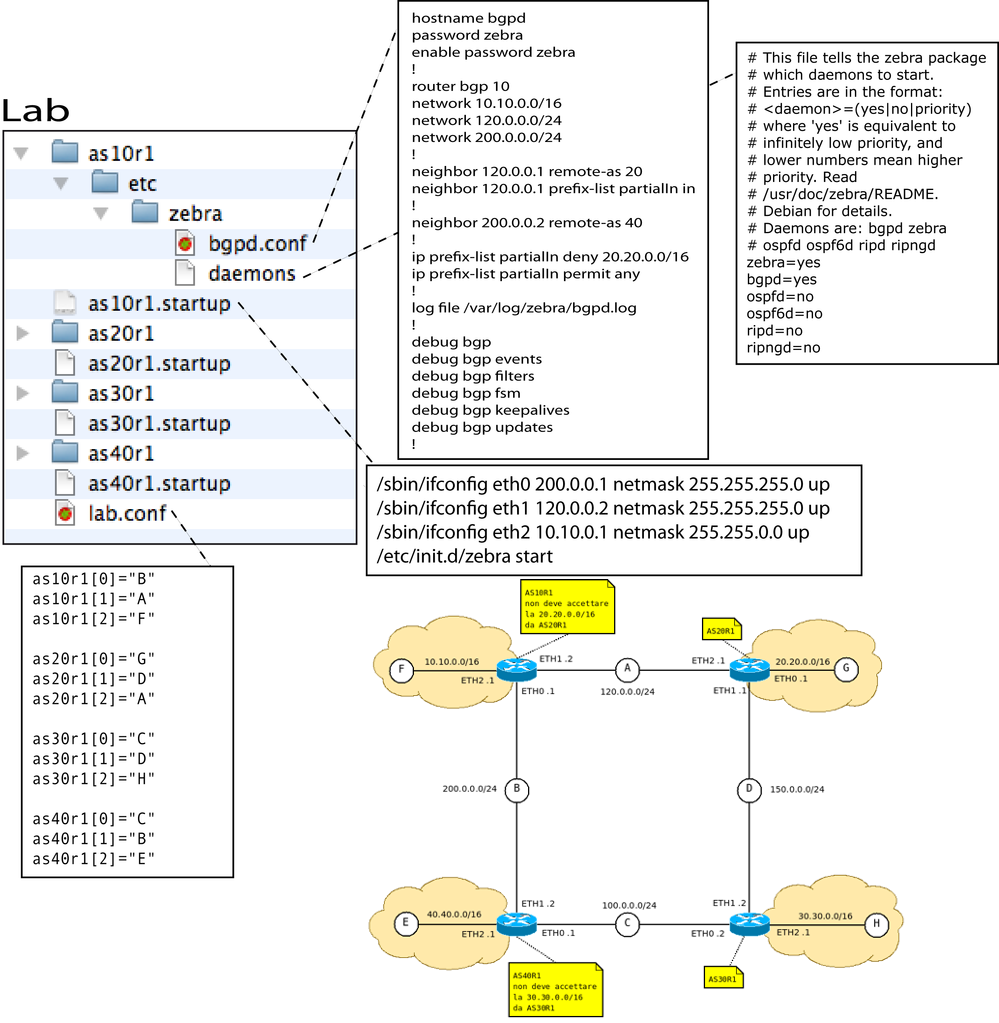 Lab
as10r1
etc
zebra
bgpd.conf
daemons
as10r1.startup
as20r1
as20r1.startup
as30r1
as30r1.startup
as40r1
as40r1.startup
lab.conf
hostname bgpd
password zebra
enable password zebra
!
router bgp 10
network 10.10.0.0/16
network 120.0.0.0/24
network 200.0.0.0/24
!
neighbor 120.0.0.1 remote-as 20
neighbor 120.0.0.1 prefix-list partialIn in
!
neighbor 200.0.0.2 remote-as 40
!
ip prefix-list partialIn deny 20.20.0.0/16
ip prefix-list partialIn permit any
!
log file /var/log/zebra/bgpd.log
!
debug bgp
debug bgp events
debug bgp filters
debug bgp fsm
debug bgp keepalives
debug bgp updates
!
# This file tells the zebra package
# which daemons to start.
# Entries are in the format:
# <daemon>=(yes|no|priority)
# where 'yes' is equivalent to
# infinitely low priority, and
# lower numbers mean higher
# priority. Read
# /usr/doc/zebra/README.
# Debian for details.
# Daemons are: bgpd zebra
# ospfd ospf6d ripd ripngd
zebra=yes
bgpd=yes
ospfd=no
ospf6d=no
ripd=no
ripngd=no
/sbin/ifconfig eth0 200.0.0.1 netmask 255.255.255.0 up
/sbin/ifconfig eth1 120.0.0.2 netmask 255.255.255.0 up
/sbin/ifconfig eth2 10.10.0.1 netmask 255.255.0.0 up
/etc/init.d/zebra start
as10r1[0]="B"
as10r1[1]="A"
as10r1[2]="F"
as20r1[0]="G"
as20r1[1]="D"
as20r1[2]="A"
as30r1[0]="C"
as30r1[1]="D"
as30r1[2]="H"
as40r1[0]="C"
as40r1[1]="B"
as40r1[2]="E"
AS10R1
non deve accettare
la 20.20.0.0/16
da AS20R1
AS20R1
F
10.10.0.0/16
ETH2 .1
ETH1 .2
ETH0 .1
A
120.0.0.0/24
ETH2 .1
ETH1 .1
20.20.0.0/16
ETH0 .1
G
200.0.0.0/24
B
D
150.0.0.0/24
E
40.40.0.0/16
ETH2 .1
ETH1 .2
ETH0 .1
100.0.0.0/24
C
ETH1 .2
ETH0 .2
30.30.0.0/16
ETH2 .1
H
AS40R1
non deve accettare
la 30.30.0.0/16
da AS30R1
AS30R1